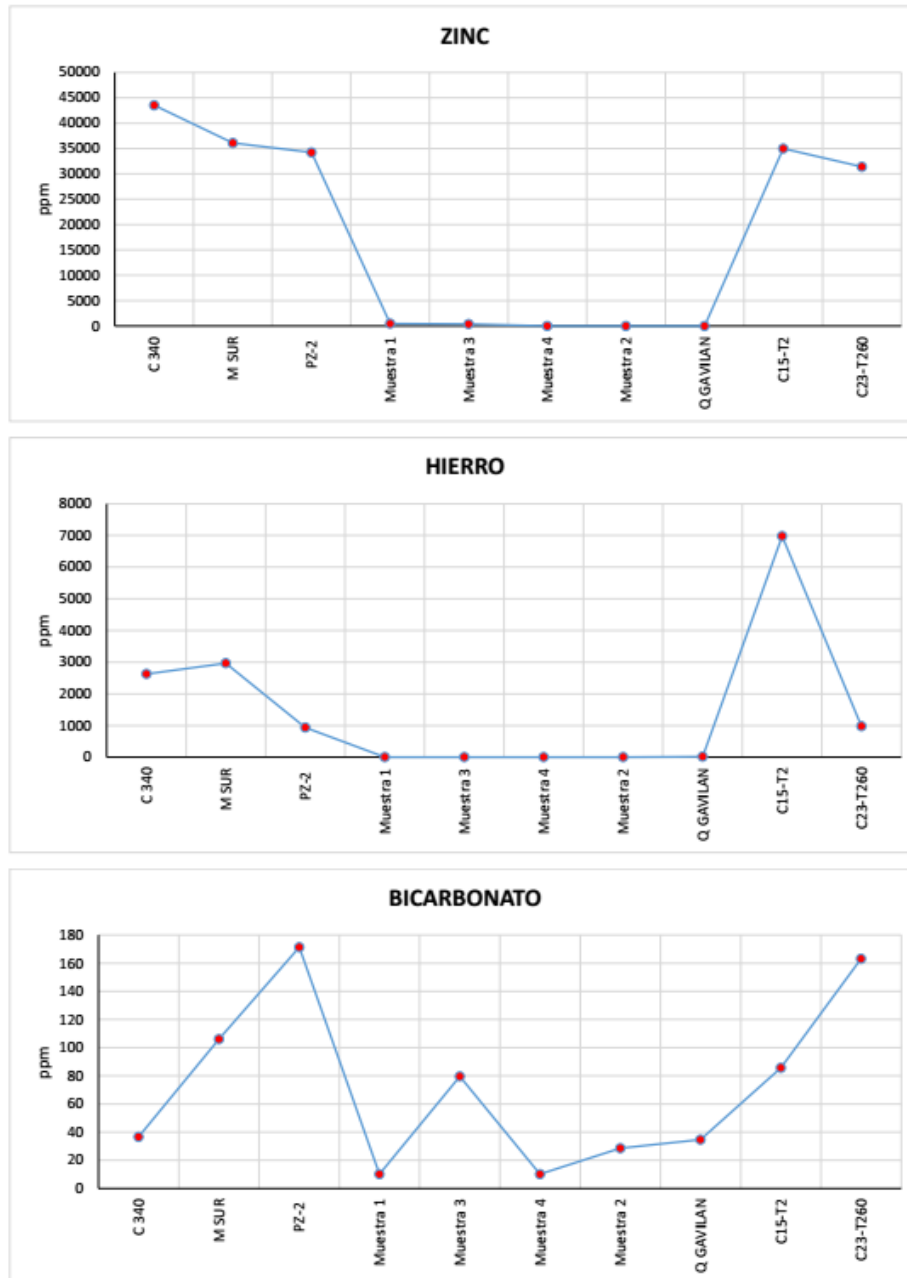 ZINC
50000
45000
40000
35000
30000
25000
20000
15000
10000
5000
0
ppm
C 340
M SUR
PZ-2
Muestra 1
Muestra 3
Muestra 4
Muestra 2
Q GAVILAN
C15-T2
C23-T260
HIERRO
8000
7000
6000
5000
4000
3000
2000
1000
0
ppm
C 340
M SUR
PZ-2
Muestra 1
Muestra 3
Muestra 4
Muestra 2
Q GAVILAN
C15-T2
C23-T260
BICARBONATO
180
160
140
120
100
80
60
40
20
0
ppm
C 340
M SUR
PZ-2
Muestra 1
Muestra 3
Muestra 4
Muestra 2
Q GAVILAN
C15-T2
C23-T260